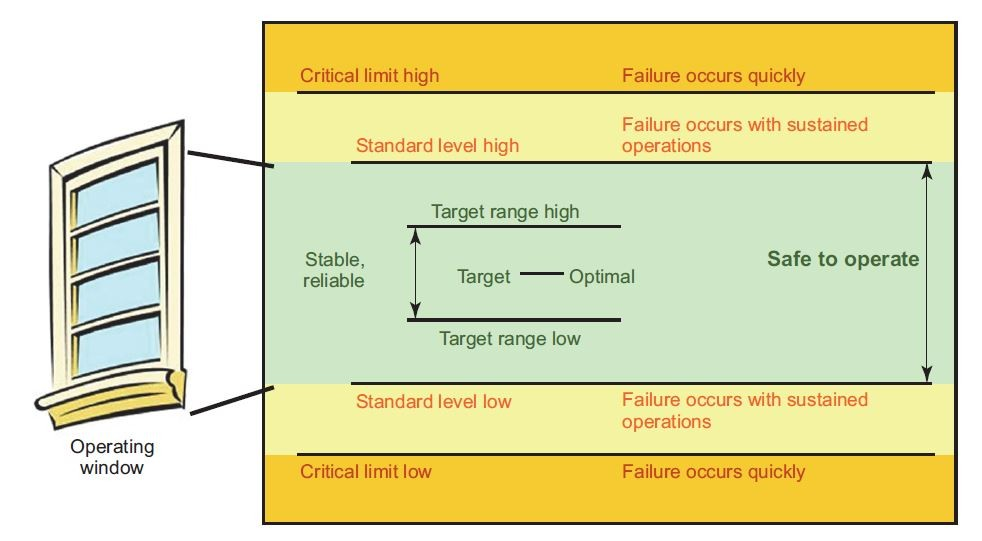 Critical limit high
Failure occurs quickly
Failure occurs with sustained
operations
Standard level high
Target range high
Stable,
reliable
Target
Optimal
Safe to operate
Target range low
Standard level low
Failure occurs with sustained
operations
Operating
window
Critical limit low
Failure occurs quickly